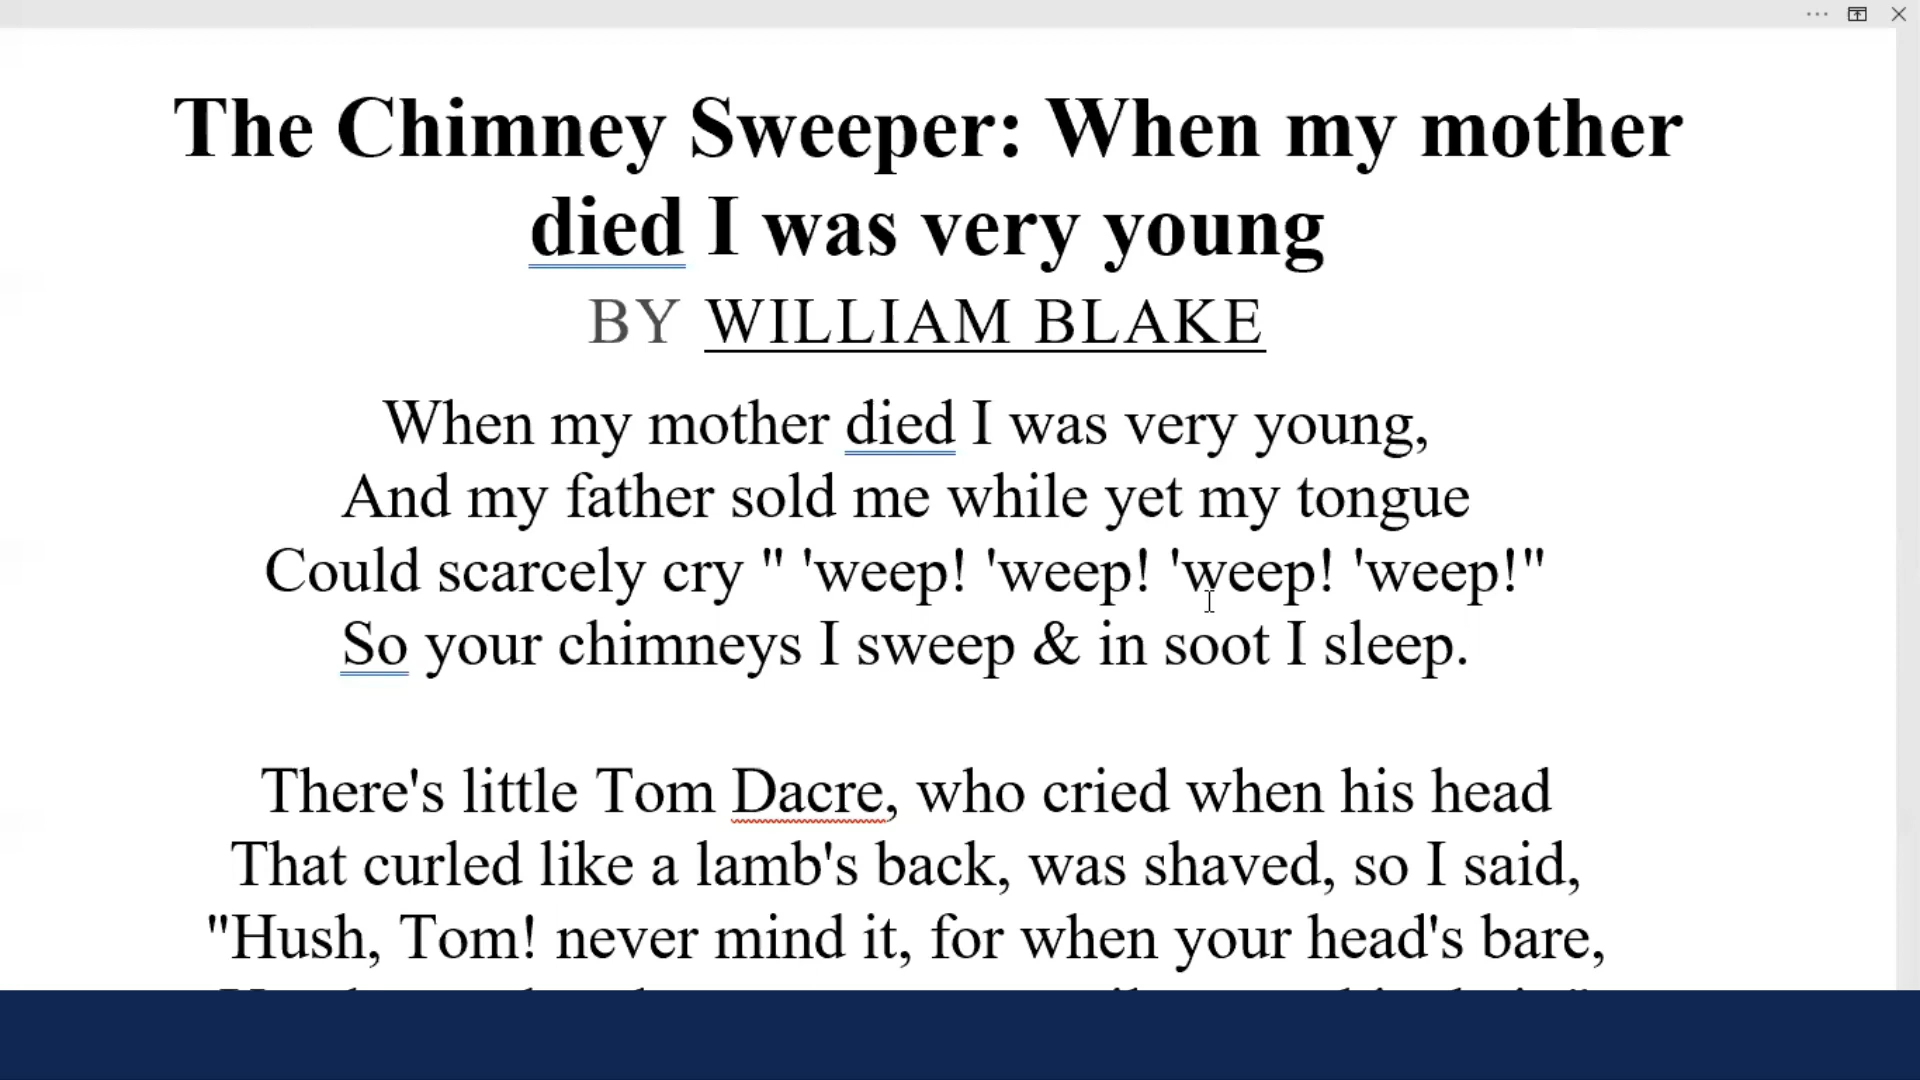 The Chimney Sweeper: When my mother
died I was very young
BY WILLIAM BLAKE
When my mother died I was very young,
And my father sold me while yet my tongue
Could scarcely cry " 'weep! 'weep! 'weep! 'weep!"
So your chimneys I sweep & in soot I sleep.
There's little Tom Dacre, who cried when his head
That curled like a lamb's back, was shaved, so I said,
"Hush, Tom! never mind it, for when your head's bare,